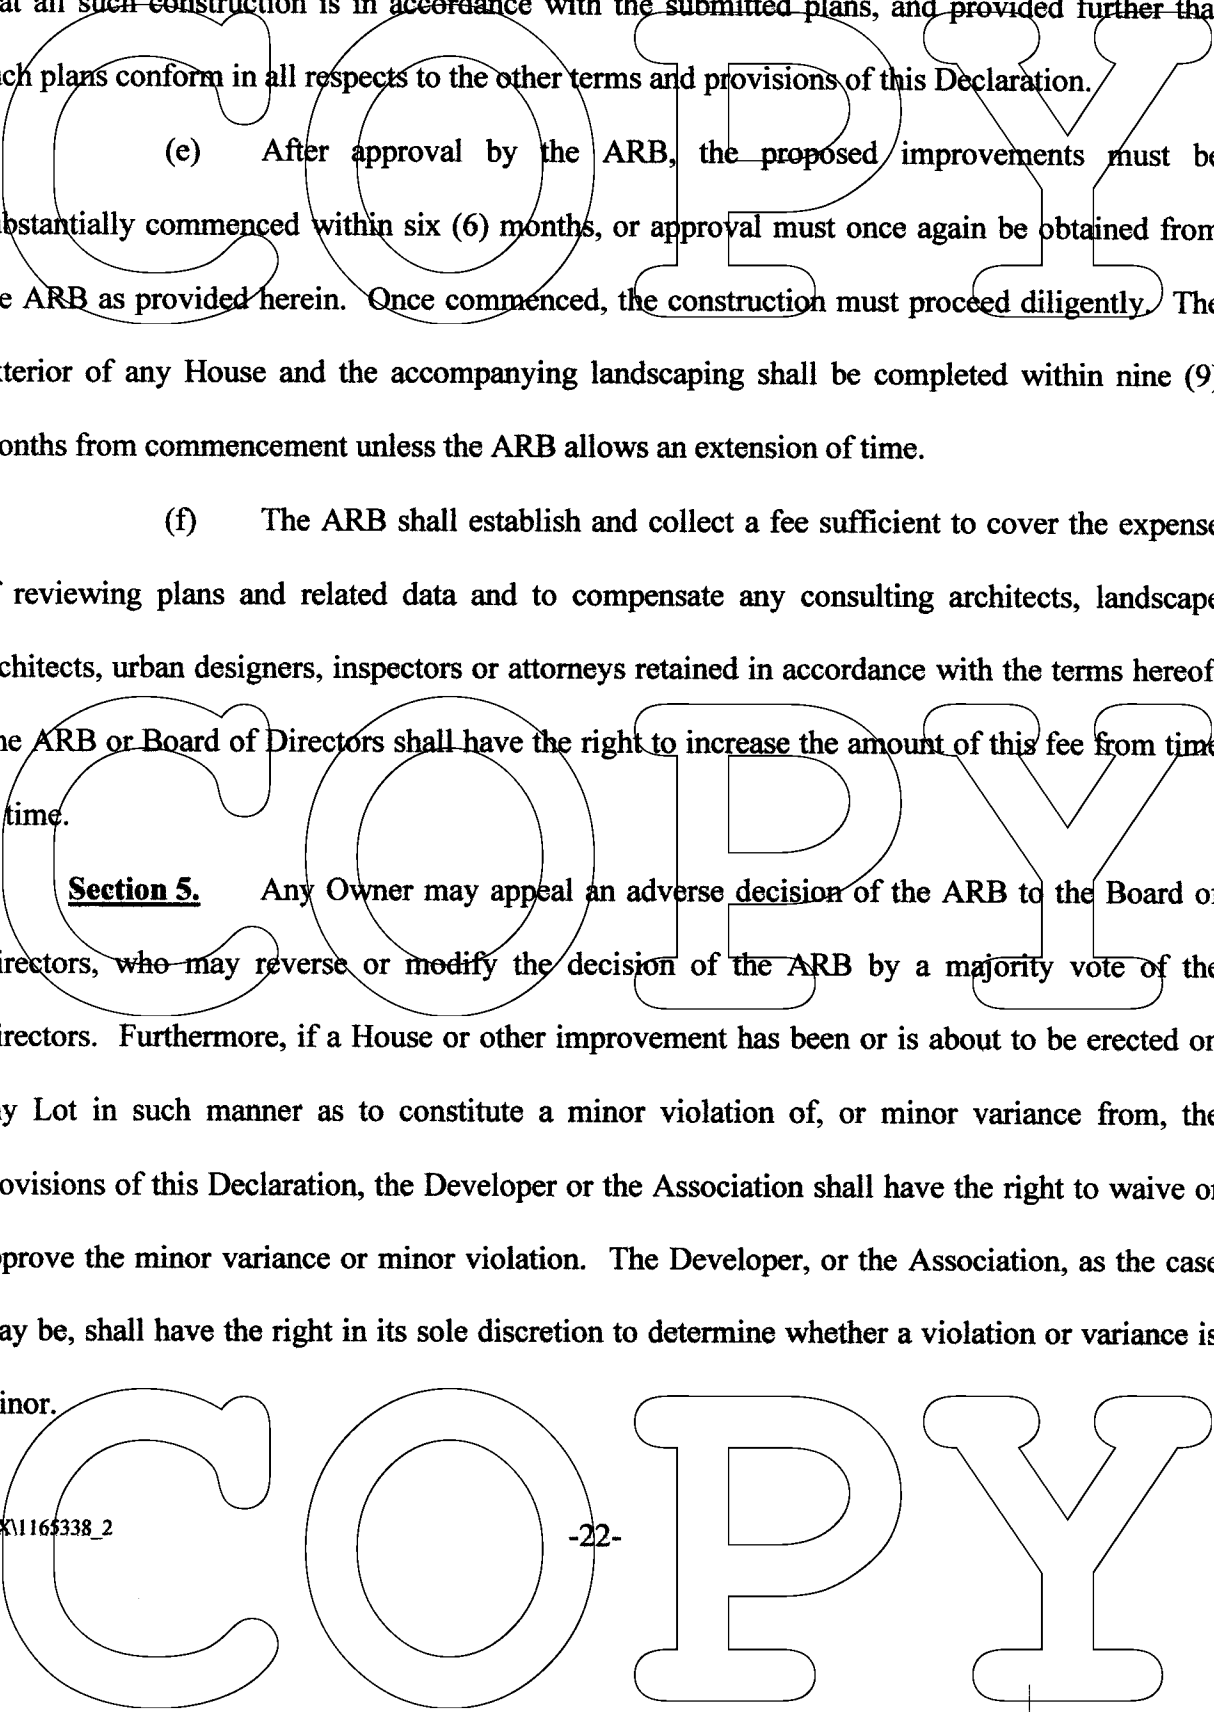 at all such construction is in accordance with the submitted plans, and provided further tha
ch plans conform in all respects to the other terms and provisions of this Declaration.
(e) After approval by the ARB, the proposed improvements must be
bstantially commenced within six (6) months, or approval must once again be obtained from
e ARB as provided herein. Once commenced, the construction must proceed diligently. The
terior of any House and the accompanying landscaping shall be completed within nine (9)
onths from commencement unless the ARB allows an extension of time.
(f) The ARB shall establish and collect a fee sufficient to cover the expense
f reviewing plans and related data and to compensate any consulting architects, landscape
chitects, urban designers, inspectors or attorneys retained in accordance with the terms hereof
he ARB or Board of Directors shall have the right to increase the amount of this fee from time
time.
Section 5. Any Owner may appeal an adverse decision of the ARB to the Board of
irectors, who may reverse or modify the decision of the ARB by a majority vote of the
irectors. Furthermore, if a House or other improvement has been or is about to be erected on
ny Lot in such manner as to constitute a minor violation of, or minor variance from, the
ovisions of this Declaration, the Developer or the Association shall have the right to waive or
pprove the minor variance or minor violation. The Developer, or the Association, as the case
ay be, shall have the right in its sole discretion to determine whether a violation or variance is
inor.
X\1165338_2
-22-
COPY
COPY
COPY